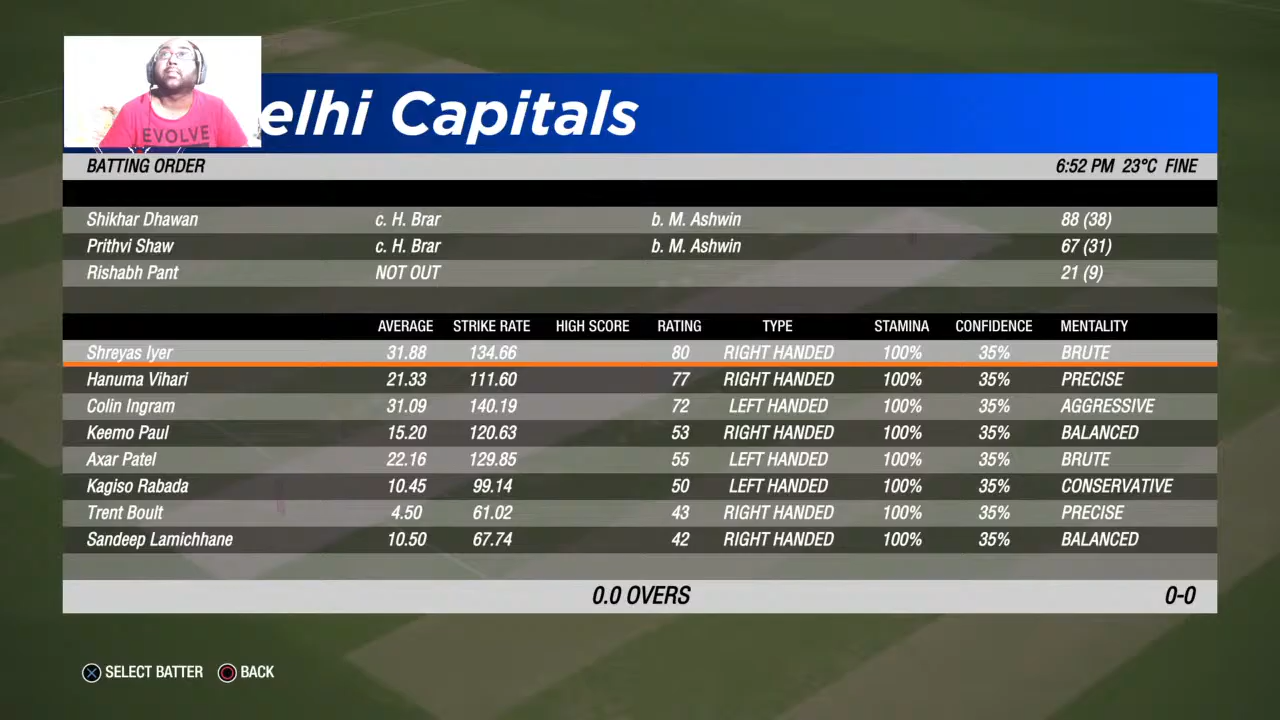 elhi Capitals
EVOLVE
BATTING ORDER 6:52 PM 23°C FINE
Shikhar Dhawan c. H. Brar b. M. Ashwin 88 (38)
Prithvi Shaw c. H. Brar b. M. Ashwin 67 (31)
Rishabh Pant NOT OUT 21 (9)
AVERAGE STRIKE RATE HIGH SCORE RATING TYPE STAMINA CONFIDENCE MENTALITY
Shreyas Iyer 31.88 134.66 80 RIGHT HANDED 100% 35% BRUTE
Hanuma Vihari 21.33 111.60 77 RIGHT HANDED 100% 35% PRECISE
Colin Ingram 31.09 140.19 72 LEFT HANDED 100% 35% AGGRESSIVE
Keemo Paul 15.20 120.63 53 RIGHT HANDED 100% 35% BALANCED
Axar Patel 22.16 129.85 55 LEFT HANDED 100% 35% BRUTE
Kagiso Rabada 10.45 99.14 50 LEFT HANDED 100% 35% CONSERVATIVE
Trent Boult 4.50 61.02 43 RIGHT HANDED 100% 35% PRECISE
Sandeep Lamichhane 10.50 67.74 42 RIGHT HANDED 100% 35% BALANCED
0.0 OVERS 0-0
SELECT BATTER BACK